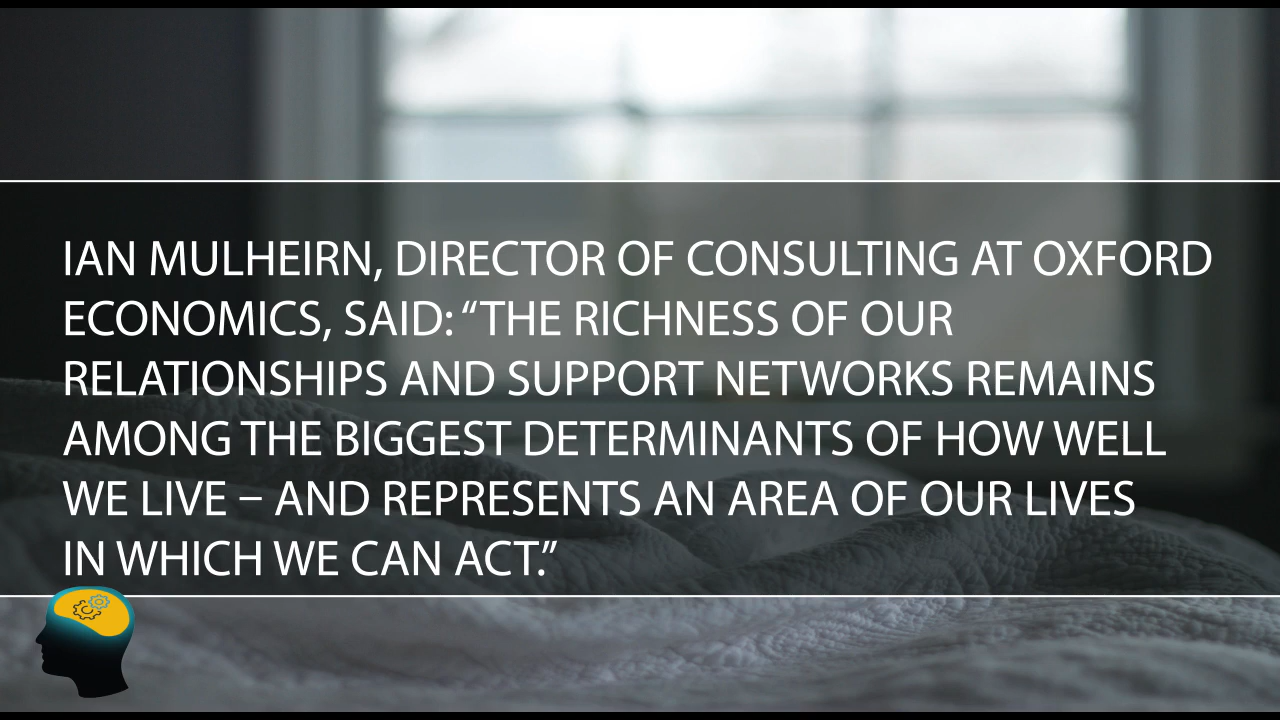 IAN MULHEIRN, DIRECTOR OF CONSULTING AT OXFORD
ECONOMICS, SAID: “THE RICHNESS OF OUR
RELATIONSHIPS AND SUPPORT NETWORKS REMAINS
AMONG THE BIGGEST DETERMINANTS OF HOW WELL
WE LIVE – AND REPRESENTS AN AREA OF OUR LIVES
IN WHICH WE CAN ACT.”